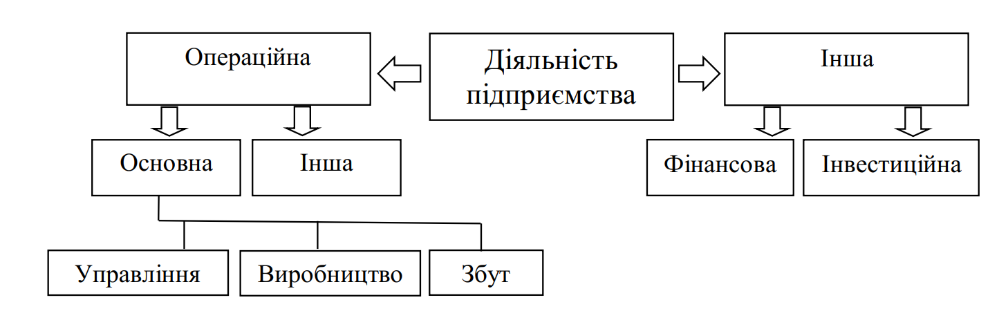 Операційна
Діяльність
підприємства
Інша
Основна
Інша
Фінансова
Інвестиційна
Управління
Виробництво
Збут